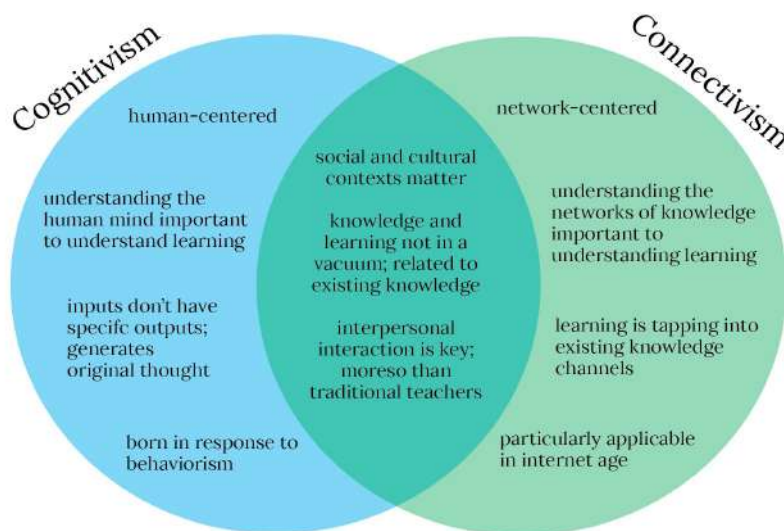 Cognitivism
human-centered
understanding the
human mind important
to understand learning
inputs don't have
specifc outputs;
generates
original thought
born in response to
behaviorism
social and cultural
contexts matter
knowledge and
learning not in a
vacuum; related to
existing knowledge
interpersonal
interaction is key;
moreso than
traditional teachers
Connectivism
network-centered
understanding the
networks of knowledge
important to
understanding learning
learning is tapping into
existing knowledge
channels
particularly applicable
in internet age